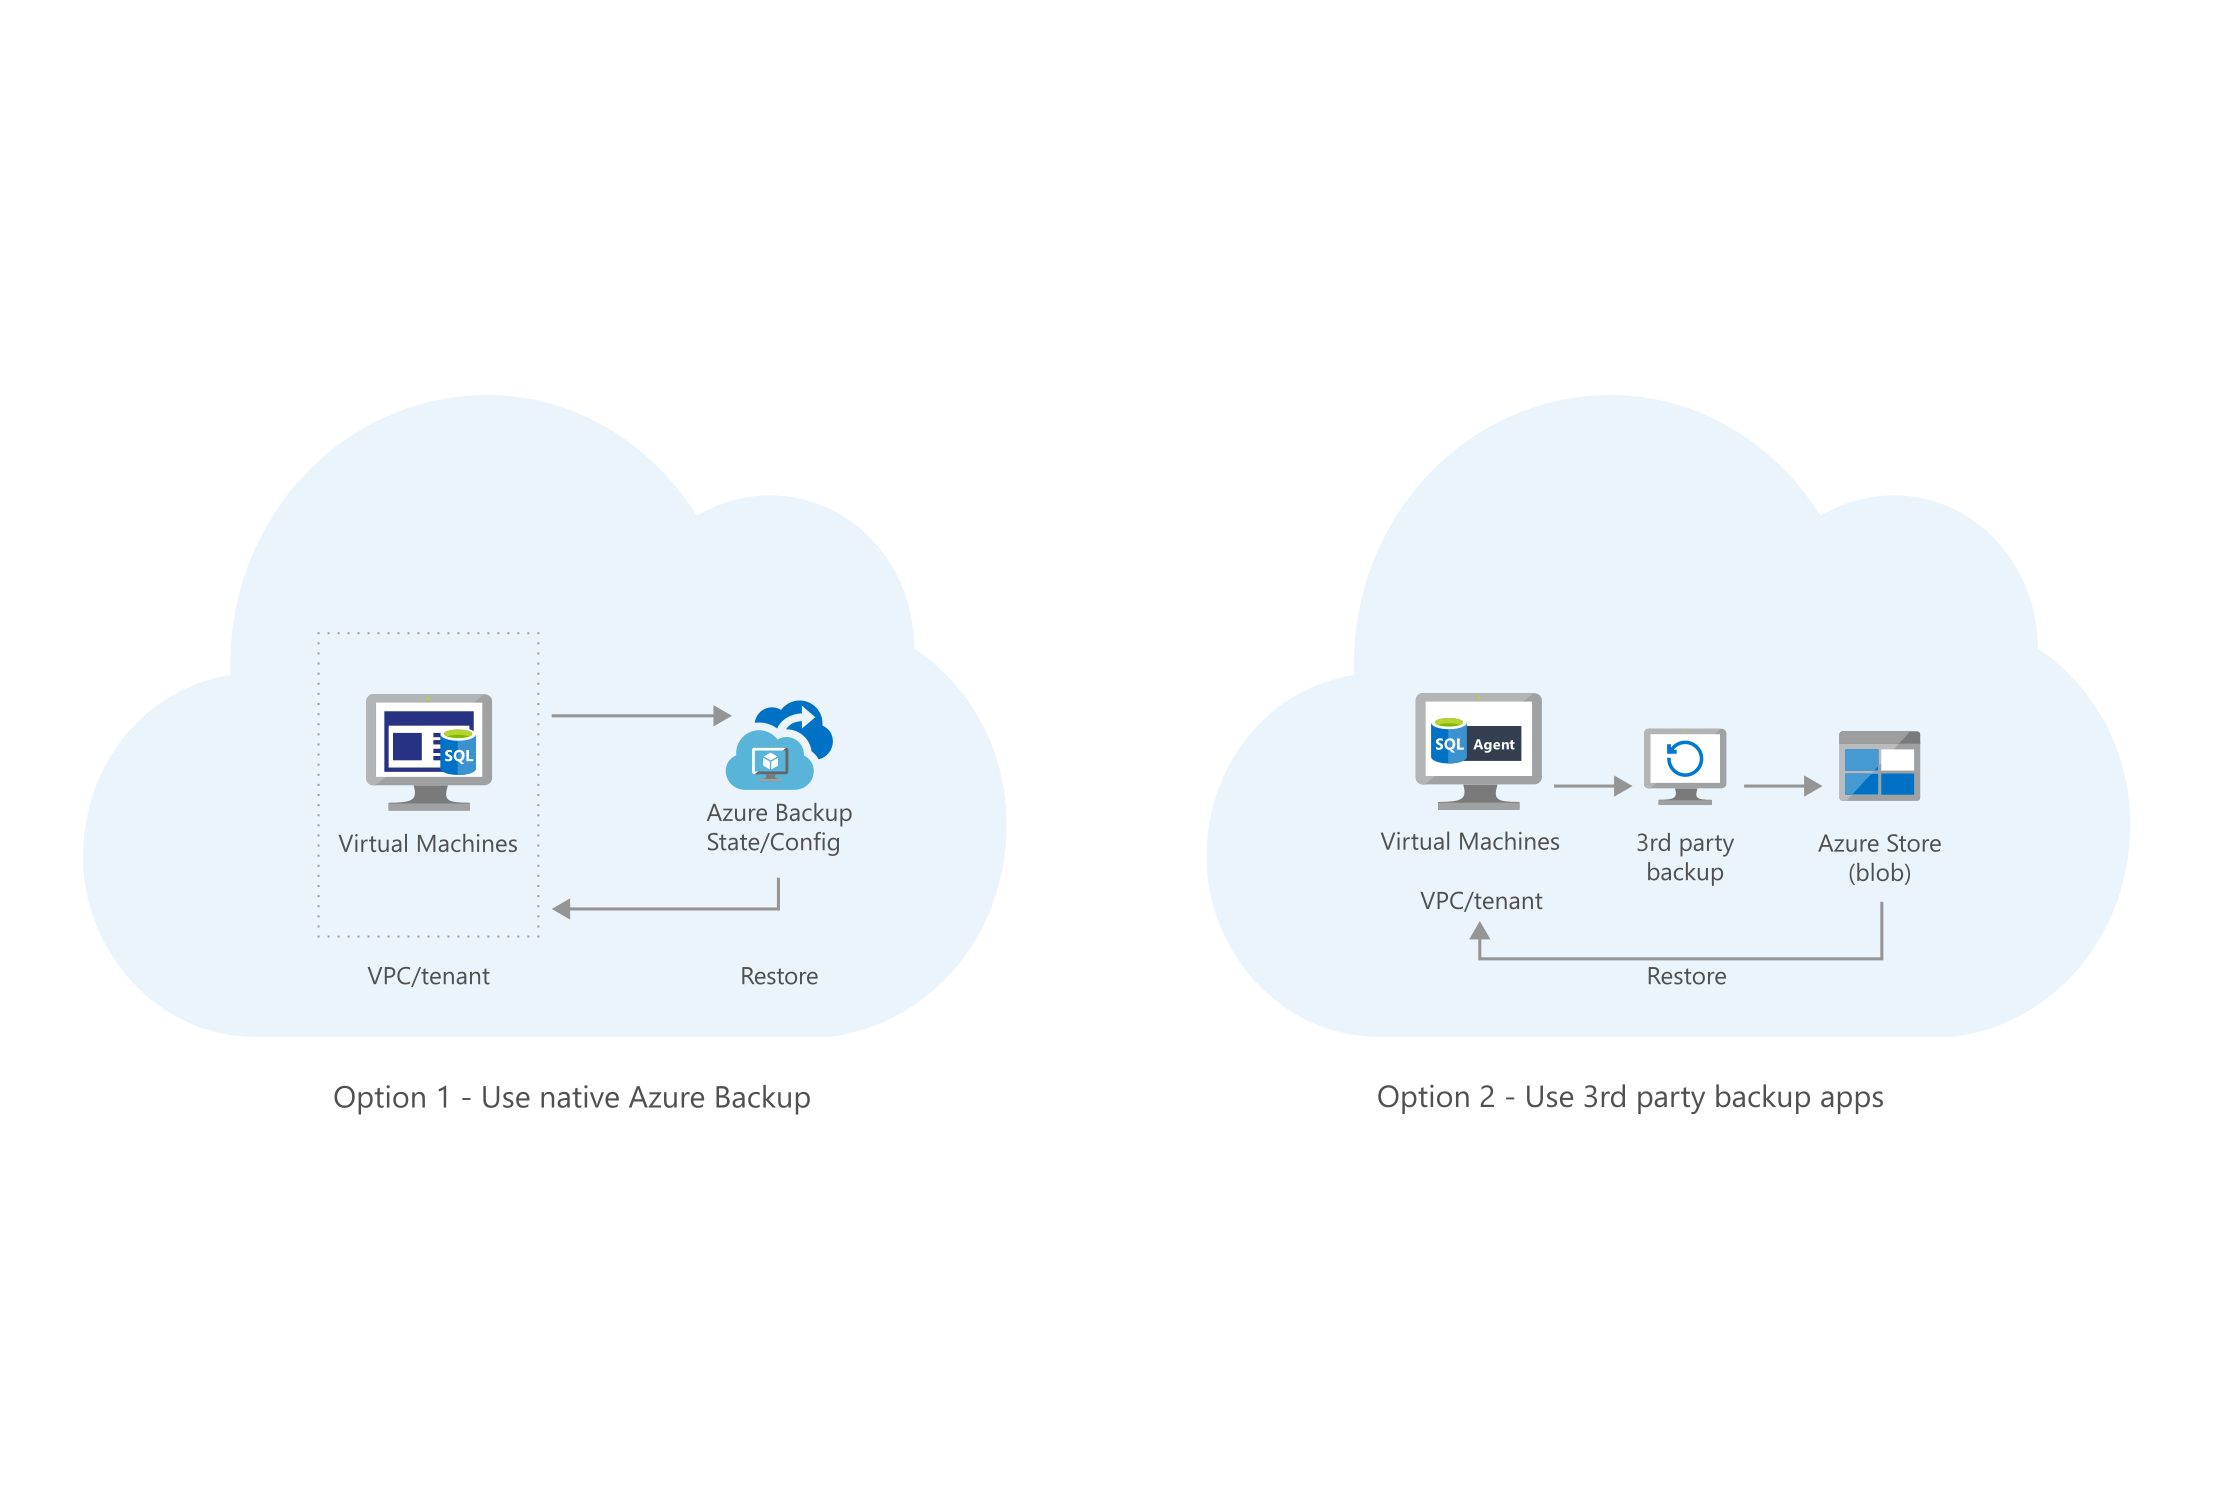 SQL
Virtual Machines
Azure Backup
State/Config
VPC/tenant
Restore
Option 1 - Use native Azure Backup
SQL Agent
Virtual Machines
VPC/tenant
3rd party
backup
Azure Store
(blob)
Restore
Option 2 - Use 3rd party backup apps